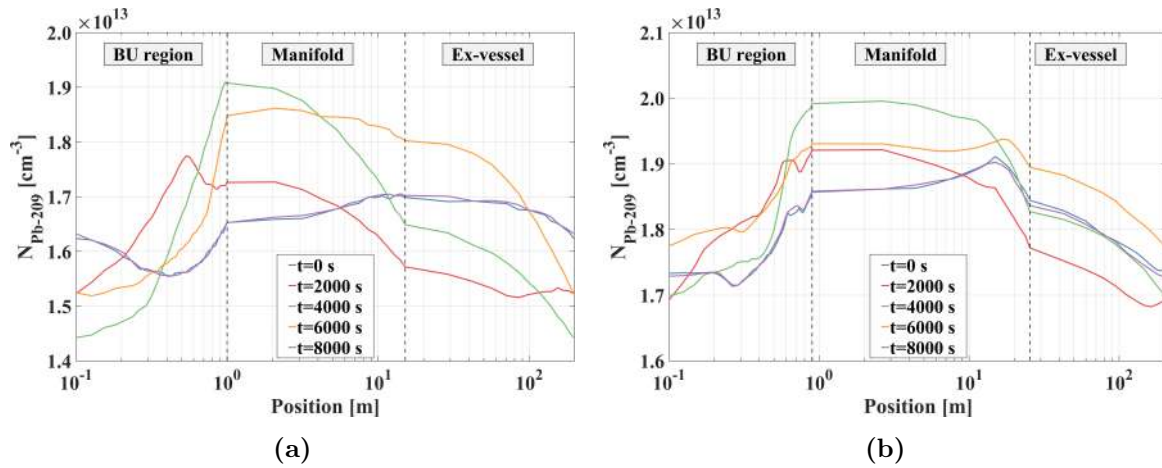 ×10¹³
2.0
1.9
1.8
1.7
1.6
1.5
1.4
N_Pb-209 [cm⁻³]
BU region
Manifold
Ex-vessel
t=0 s
t=2000 s
t=4000 s
t=6000 s
t=8000 s
10⁻¹ 10⁰ 10¹ 10²
Position [m]
(a)
×10¹³
2.1
2.0
1.9
1.8
1.7
1.6
N_Pb-209 [cm⁻³]
BU region
Manifold
Ex-vessel
t=0 s
t=2000 s
t=4000 s
t=6000 s
t=8000 s
10⁻¹ 10⁰ 10¹ 10²
Position [m]
(b)